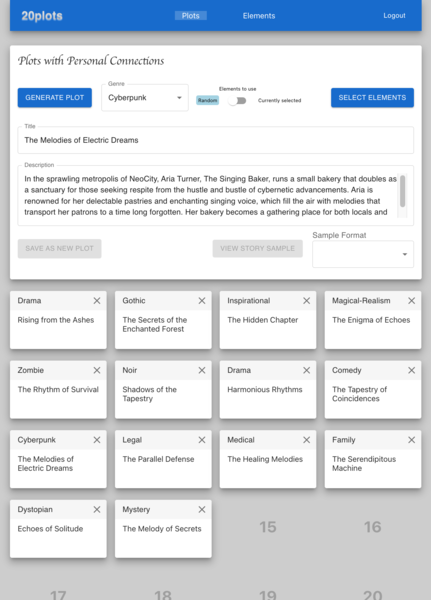 20plots
Plots
Elements
Logout
Plots with Personal Connections
GENERATE PLOT
Genre
Cyberpunk
Elements to use
Random
Currently selected
SELECT ELEMENTS
Title
The Melodies of Electric Dreams
Description
In the sprawling metropolis of NeoCity, Aria Turner, The Singing Baker, runs a small bakery that doubles as
a sanctuary for those seeking respite from the hustle and bustle of cybernetic advancements. Aria is
renowned for her delectable pastries and enchanting singing voice, which fill the air with melodies that
transport her patrons to a time long forgotten. Her bakery becomes a gathering place for both locals and
SAVE AS NEW PLOT
VIEW STORY SAMPLE
Sample Format
Drama
Rising from the Ashes
Gothic
The Secrets of the
Enchanted Forest
Inspirational
The Hidden Chapter
Magical-Realism
The Enigma of Echoes
Zombie
The Rhythm of Survival
Noir
Shadows of the
Tapestry
Drama
Harmonious Rhythms
Comedy
The Tapestry of
Coincidences
Cyberpunk
The Melodies of
Electric Dreams
Legal
The Parallel Defense
Medical
The Healing Melodies
Family
The Serendipitous
Machine
Dystopian
Echoes of Solitude
Mystery
The Melody of Secrets
15
16
17
18
19
20